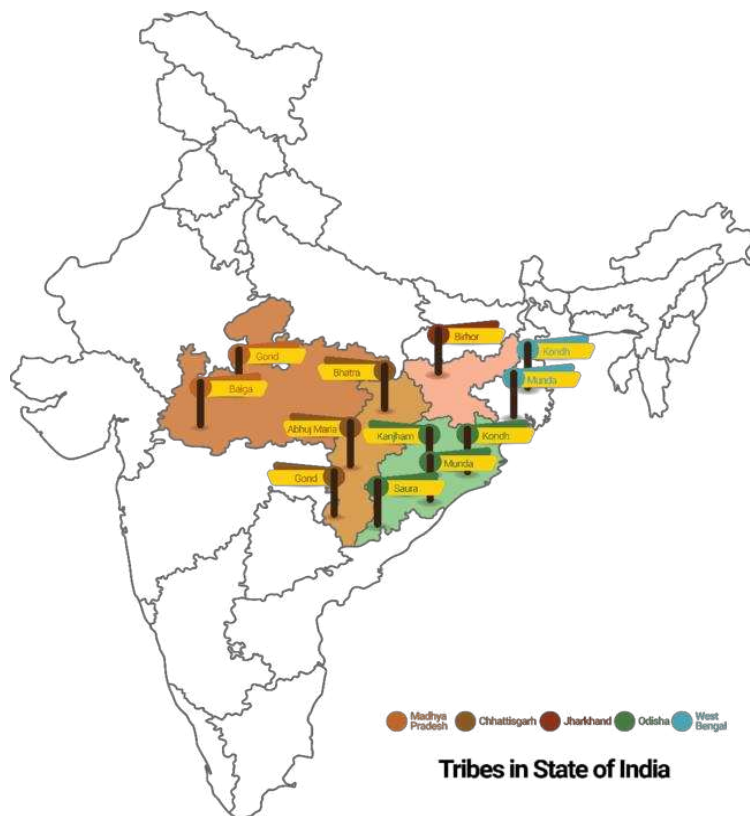 Birhor
Gond
Kondh
Bhatra
Munda
Baiga
Abhuj Maria
Kanjham
Kondh
Munda
Gond
Saura
Madhya
Pradesh
Chhattisgarh
Jharkhand
Odisha
West
Bengal
Tribes in State of India